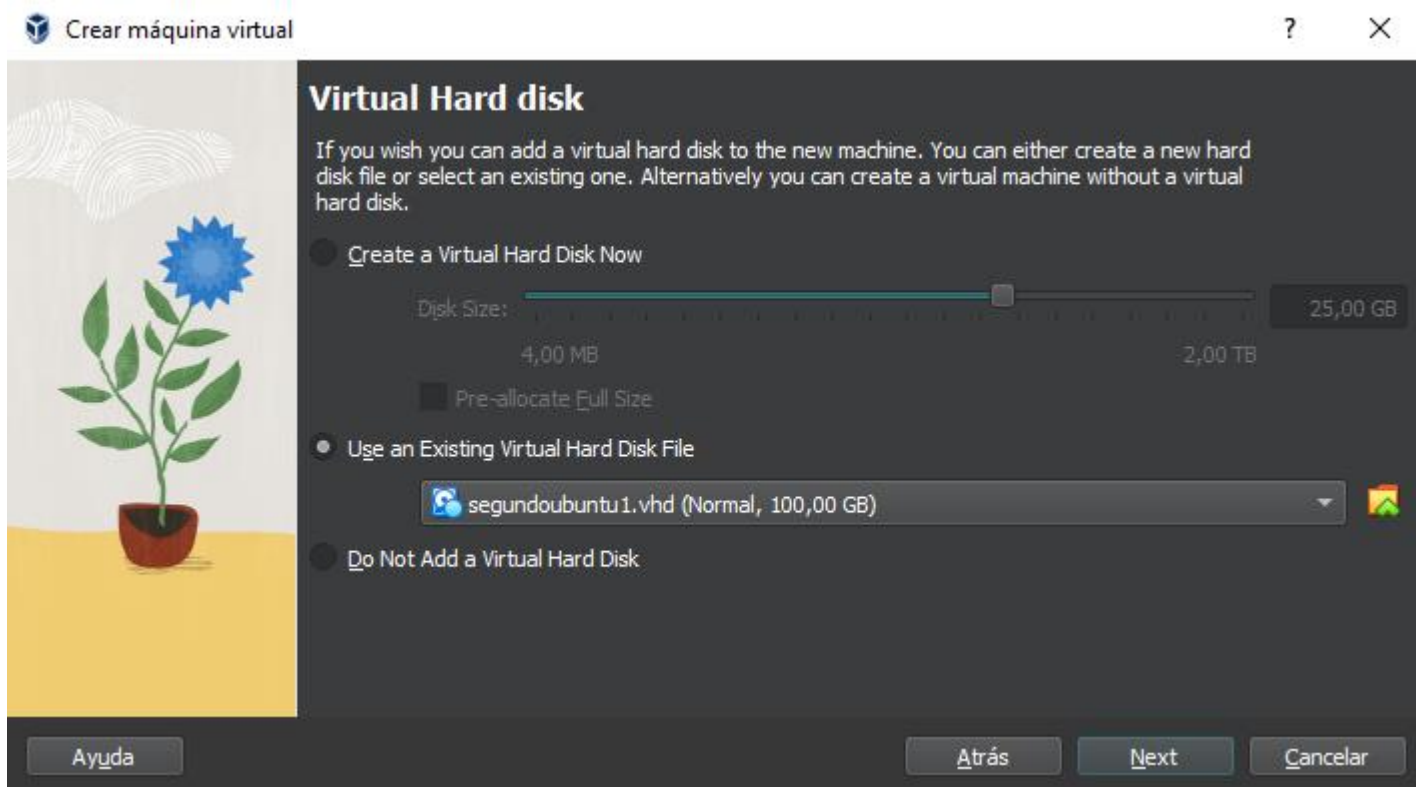 Crear máquina virtual
?
Virtual Hard disk
If you wish you can add a virtual hard disk to the new machine. You can either create a new hard
disk file or select an existing one. Alternatively you can create a virtual machine without a virtual
hard disk.
Create a Virtual Hard Disk Now
Disk Size:
25,00 GB
4,00 MB
2,00 TB
Pre-allocate Full Size
Use an Existing Virtual Hard Disk File
segundoubuntu1.vhd (Normal, 100,00 GB)
Do Not Add a Virtual Hard Disk
Ayuda
Atrás
Next
Cancelar